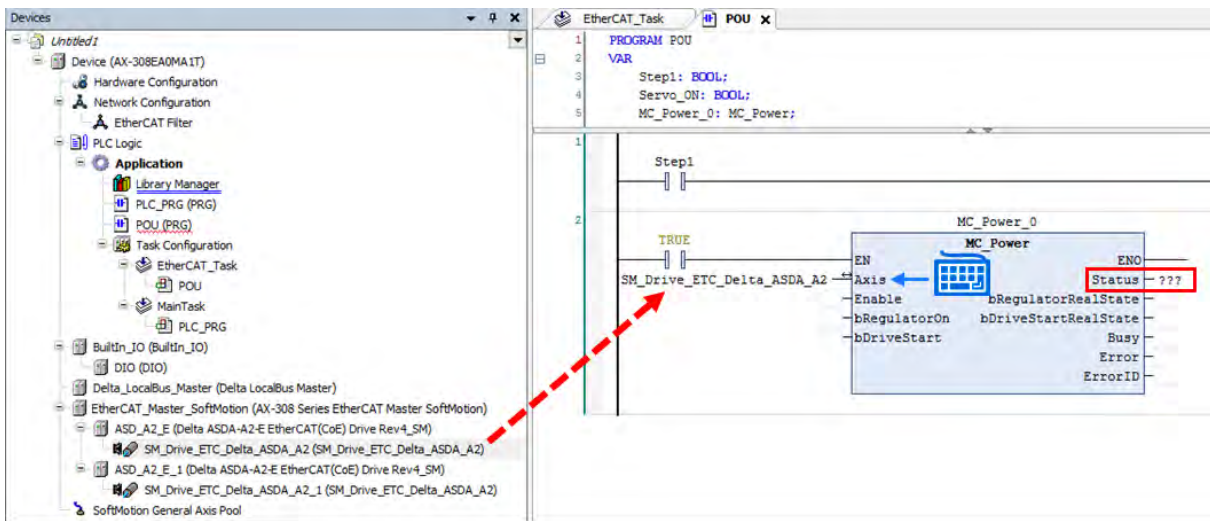 Devices
Untitled1
Device (AX-308EA0MA1T)
Hardware Configuration
Network Configuration
EtherCAT Filter
PLC Logic
Application
Library Manager
PLC_PRG (PRG)
POU (PRG)
Task Configuration
EtherCAT_Task
POU
MainTask
PLC_PRG
BuiltIn_IO (BuiltIn_IO)
DIO (DIO)
Delta_LocalBus_Master (Delta LocalBus Master)
EtherCAT_Master_SoftMotion (AX-308 Series EtherCAT Master SoftMotion)
ASD_A2_E (Delta ASDA-A2-E EtherCAT(CoE) Drive Rev4_SM)
SM_Drive_ETC_Delta_ASDA_A2 (SM_Drive_ETC_Delta_ASDA_A2)
ASD_A2_E_1 (Delta ASDA-A2-E EtherCAT(CoE) Drive Rev4_SM)
SM_Drive_ETC_Delta_ASDA_A2_1 (SM_Drive_ETC_Delta_ASDA_A2)
SoftMotion General Axis Pool
EtherCAT_Task POU
1 PROGRAM POU
2 VAR
3 Step1: BOOL;
4 Servo_ON: BOOL;
5 MC_Power_0: MC_Power;
1
Step1
2
MC_Power_0
TRUE MC_Power
EN ENO
SM_Drive_ETC_Delta_ASDA_A2 Axis Status ???
Enable bRegulatorRealState
bRegulatorOn bDriveStartRealState
bDriveStart Busy
Error
ErrorID